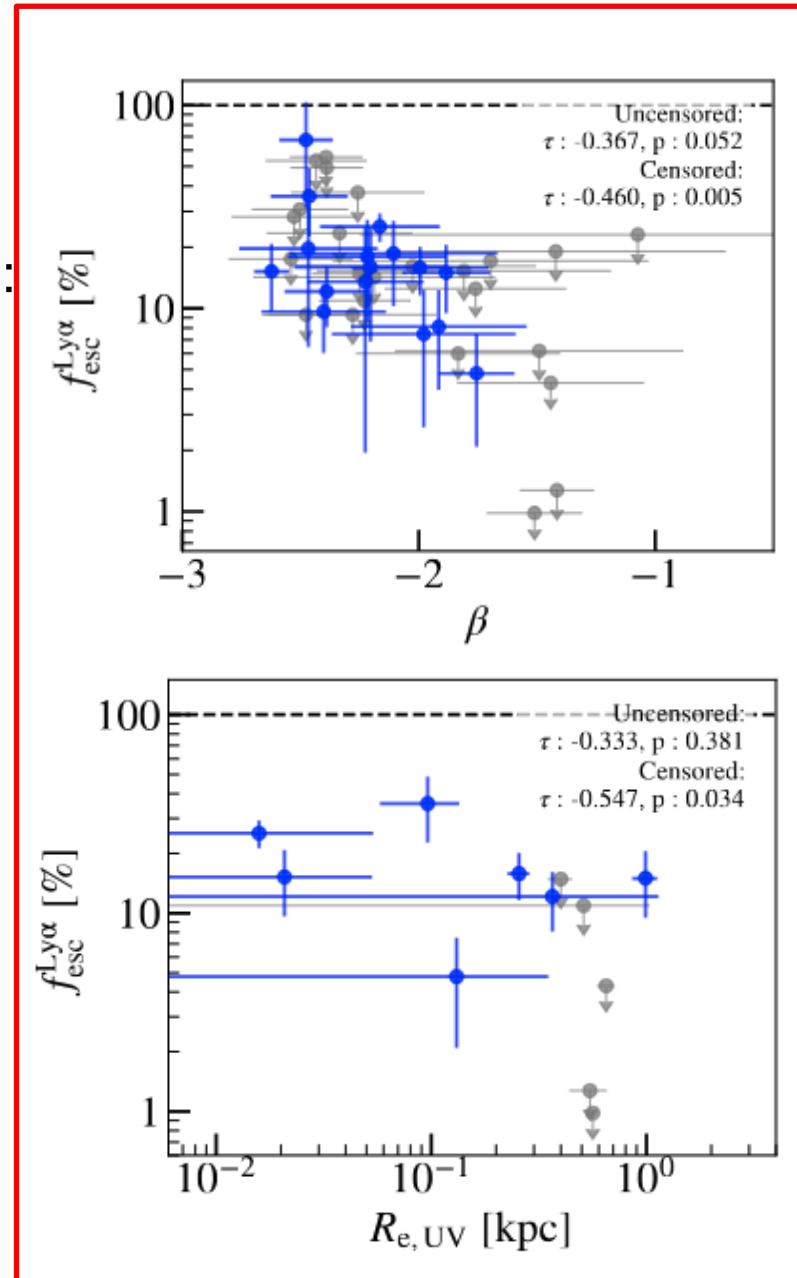 :
100
Uncensored:
τ : -0.367, p : 0.052
Censored:
τ : -0.460, p : 0.005
10
1
f_esc^Lyα [%]
−3 −2 −1
β
100
Uncensored:
τ : -0.333, p : 0.381
Censored:
τ : -0.547, p : 0.034
10
1
f_esc^Lyα [%]
10^−2 10^−1 10^0
R_e, UV [kpc]